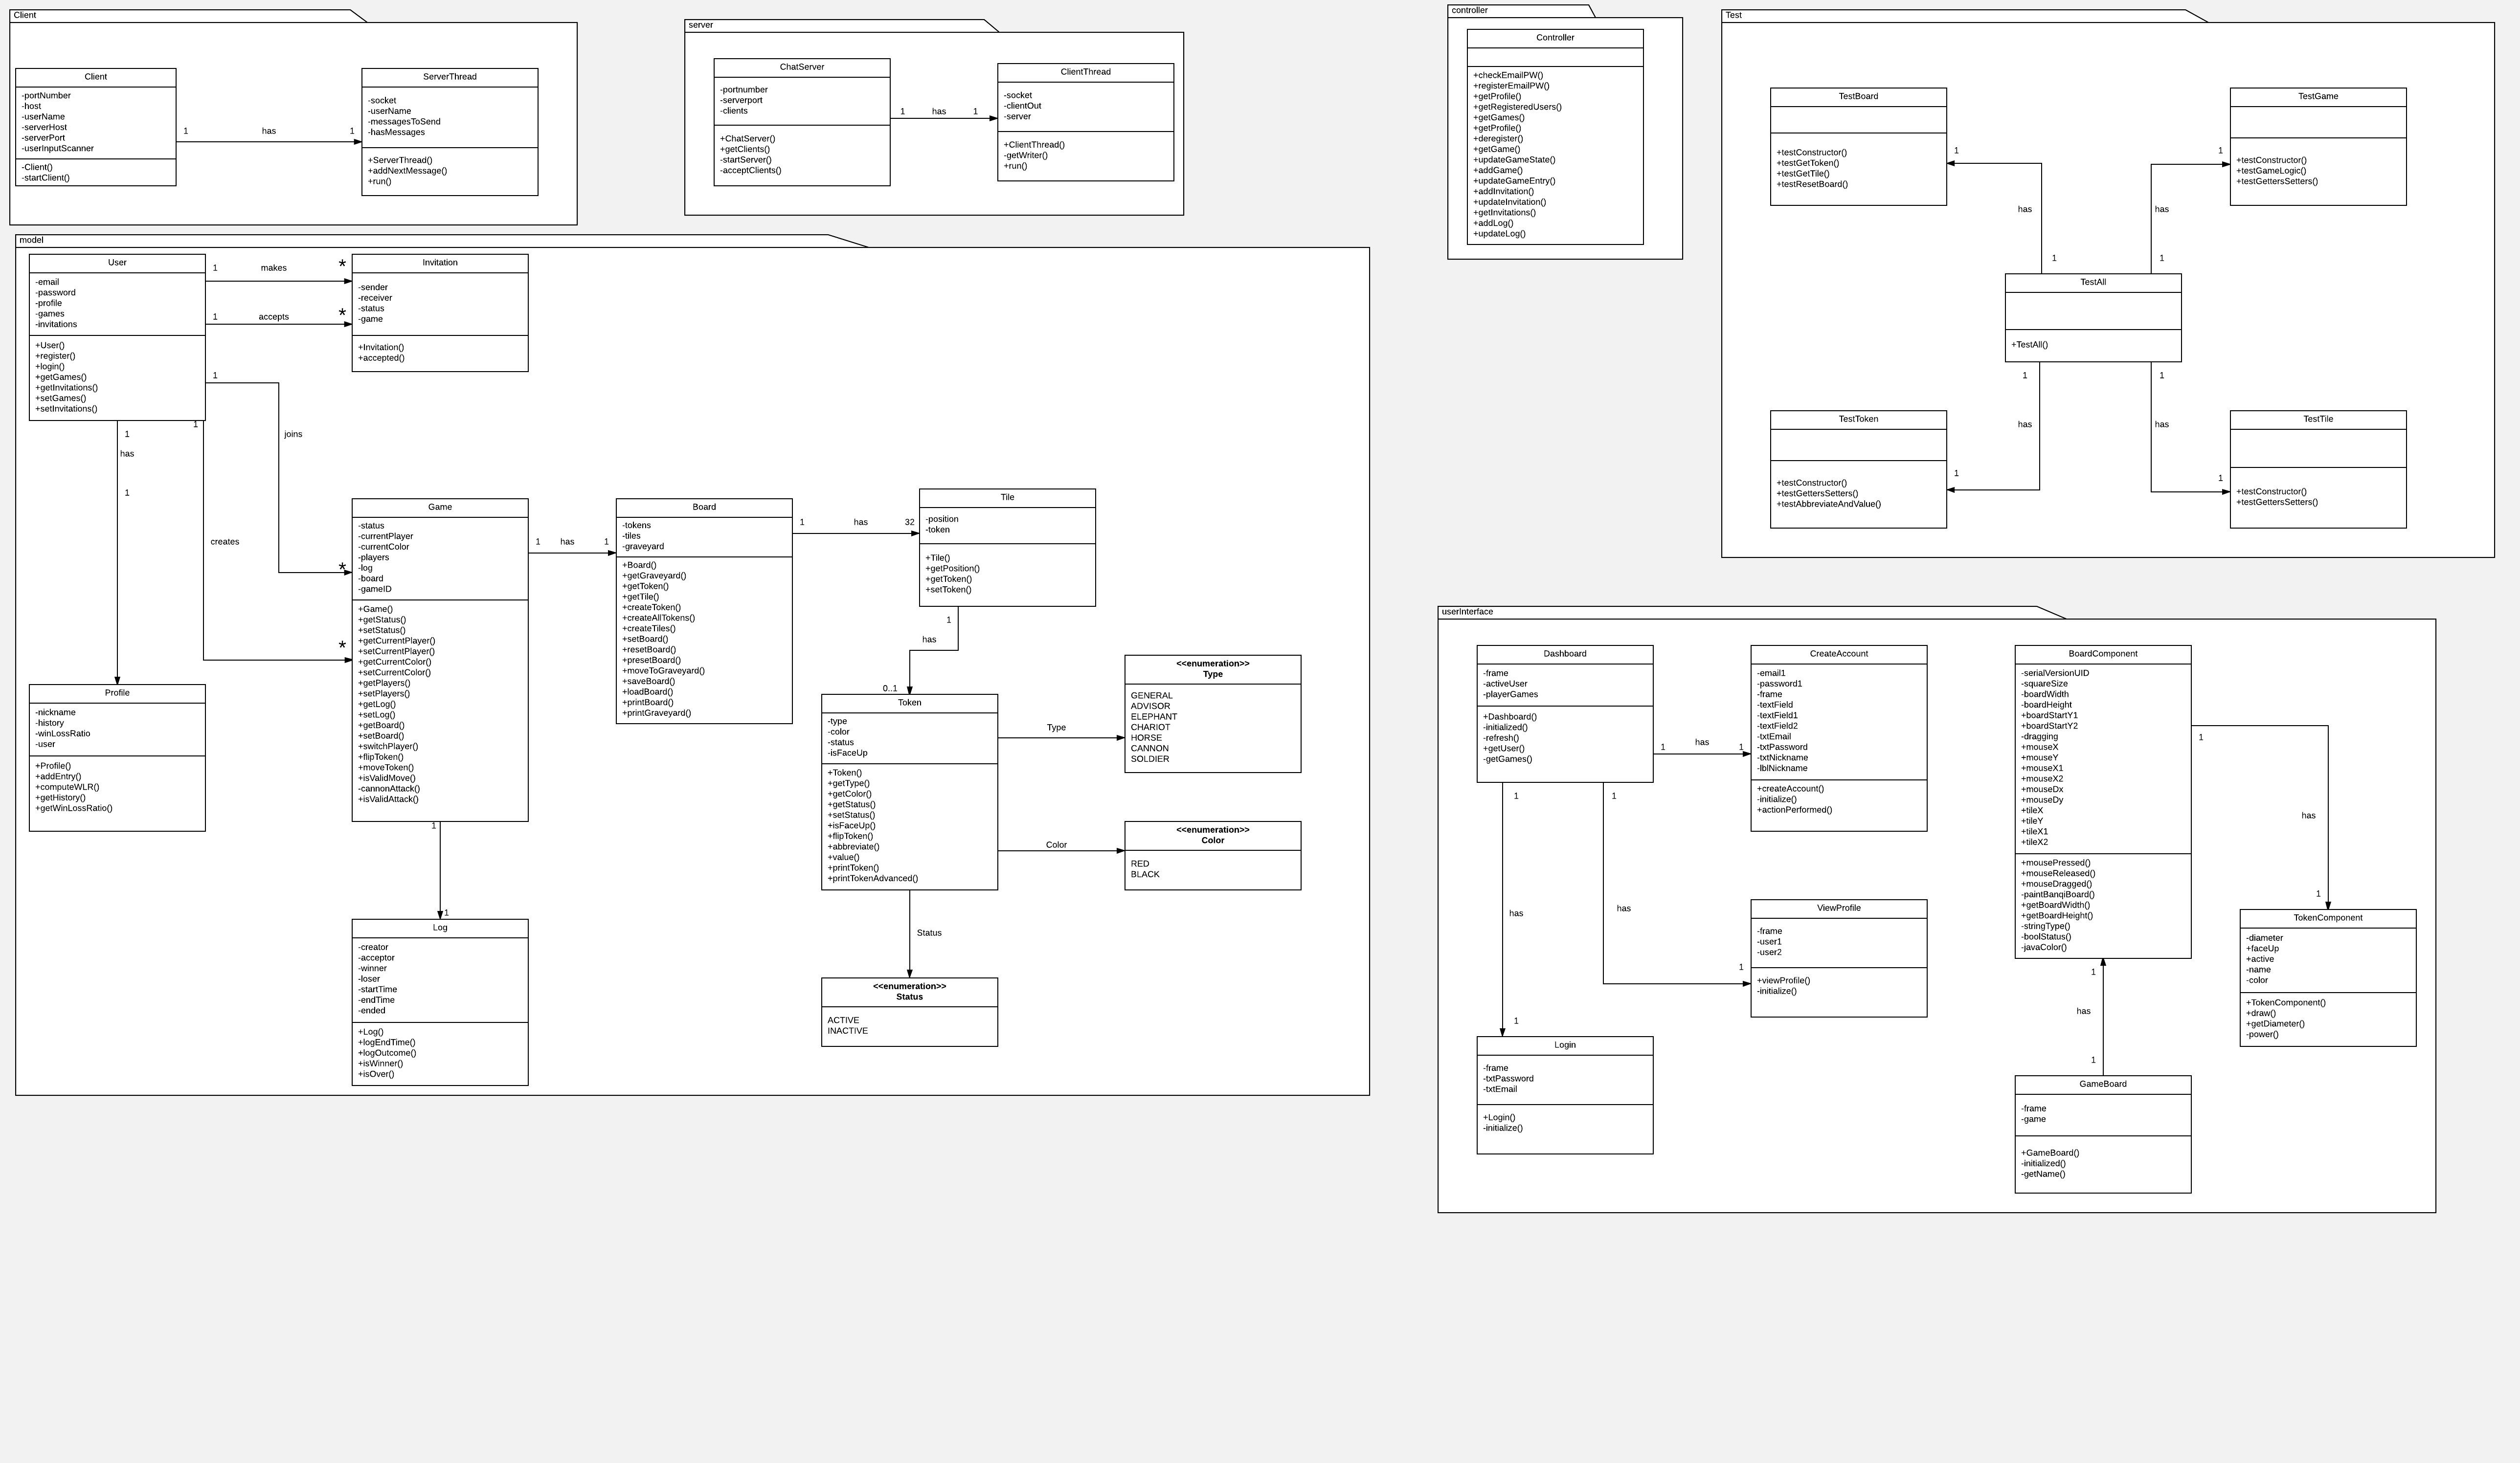 Client
Client
-portNumber
-host
-userName
-serverHost
-serverPort
-userInputScanner
-Client()
-startClient()
1
has
1
ServerThread
-socket
-userName
-messagesToSend
-hasMessages
+ServerThread()
+addNextMessage()
+run()
server
ChatServer
-portnumber
-serverport
-clients
+ChatServer()
+getClients()
-startServer()
-acceptClients()
1
has
1
ClientThread
-socket
-clientOut
-server
+ClientThread()
-getWriter()
+run()
controller
Controller
+checkEmailPW()
+registerEmailPW()
+getProfile()
+getRegisteredUsers()
+getGames()
+getProfile()
+deregister()
+getGame()
+updateGameState()
+addGame()
+updateGameEntry()
+addInvitation()
+updateInvitation()
+getInvitations()
+addLog()
+updateLog()
Test
TestBoard
+testConstructor()
+testGetToken()
+testGetTile()
+testResetBoard()
1
has
1
TestGame
+testConstructor()
+testGameLogic()
+testGettersSetters()
1
has
1
TestAll
+TestAll()
1
has
1
TestToken
+testConstructor()
+testGettersSetters()
+testAbbreviateAndValue()
1
has
1
TestTile
+testConstructor()
+testGettersSetters()
model
User
-email
-password
-profile
-games
-invitations
+User()
+register()
+login()
+getGames()
+getInvitations()
+setGames()
+setInvitations()
1
makes
*
1
accepts
*
Invitation
-sender
-receiver
-status
-game
+Invitation()
+accepted()
1
joins
*
1
creates
*
1
has
1
Profile
-nickname
-history
-winLossRatio
-user
+Profile()
+addEntry()
+computeWLR()
+getHistory()
+getWinLossRatio()
Game
-status
-currentPlayer
-currentColor
-players
-log
-board
-gameID
+Game()
+getStatus()
+setStatus()
+getCurrentPlayer()
+setCurrentPlayer()
+getCurrentColor()
+setCurrentColor()
+getPlayers()
+setPlayers()
+getLog()
+setLog()
+getBoard()
+setBoard()
+switchPlayer()
+flipToken()
+moveToken()
+isValidMove()
-cannonAttack()
+isValidAttack()
1
1
Log
-creator
-acceptor
-winner
-loser
-startTime
-endTime
-ended
+Log()
+logEndTime()
+logOutcome()
+isWinner()
+isOver()
1
has
1
Board
-tokens
-tiles
-graveyard
+Board()
+getGraveyard()
+getToken()
+getTile()
+createToken()
+createAllTokens()
+createTiles()
+setBoard()
+resetBoard()
+presetBoard()
+moveToGraveyard()
+saveBoard()
+loadBoard()
+printBoard()
+printGraveyard()
1
has
32
Tile
-position
-token
+Tile()
+getPosition()
+getToken()
+setToken()
1
has
0..1
Token
-type
-color
-status
-isFaceUp
+Token()
+getType()
+getColor()
+getStatus()
+setStatus()
+isFaceUp()
+flipToken()
+abbreviate()
+value()
+printToken()
+printTokenAdvanced()
Type
<<enumeration>>
Type
GENERAL
ADVISOR
ELEPHANT
CHARIOT
HORSE
CANNON
SOLDIER
Color
<<enumeration>>
Color
RED
BLACK
Status
<<enumeration>>
Status
ACTIVE
INACTIVE
userInterface
Dashboard
-frame
-activeUser
-playerGames
+Dashboard()
-initialized()
-refresh()
+getUser()
-getGames()
1
has
1
CreateAccount
-email1
-password1
-frame
-textField
-textField1
-textField2
-txtEmail
-txtPassword
-txtNickname
-lblNickname
+createAccount()
-initialize()
+actionPerformed()
1
has
1
ViewProfile
-frame
-user1
-user2
+viewProfile()
-initialize()
1
has
1
Login
-frame
-txtPassword
-txtEmail
+Login()
-initialize()
BoardComponent
-serialVersionUID
-squareSize
-boardWidth
-boardHeight
+boardStartY1
+boardStartY2
-dragging
+mouseX
+mouseY
+mouseX1
+mouseX2
+mouseDx
+mouseDy
+tileX
+tileY
+tileX1
+tileX2
+mousePressed()
+mouseReleased()
+mouseDragged()
-paintBanqiBoard()
+getBoardWidth()
+getBoardHeight()
-stringType()
-boolStatus()
-javaColor()
1
has
1
TokenComponent
-diameter
+faceUp
+active
-name
-color
+TokenComponent()
+draw()
+getDiameter()
-power()
1
has
1
GameBoard
-frame
-game
+GameBoard()
-initialized()
-getName()